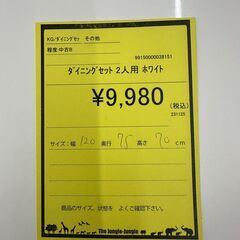 KG/ダイニングセッ その他
程度:中古B
99150000038151
ダイニングセット 2人用 ホワイト
¥9,980
(税込)
231125
サイズ:幅 120 奥行 75 高さ 70 cm
商品のサイズ、状態を よくご確認下さい。
The Jungle-Jungle